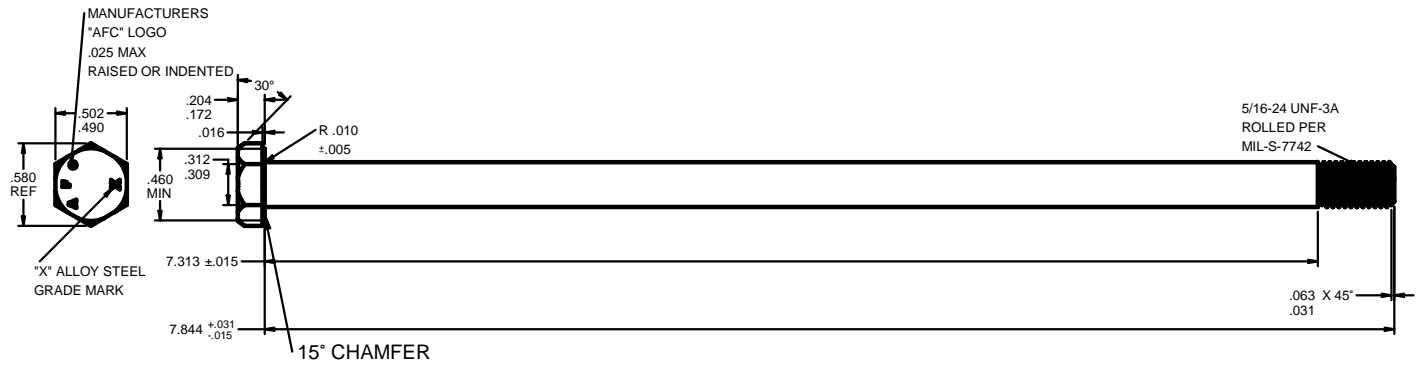 MANUFACTURERS
"AFC" LOGO
.025 MAX
RAISED OR INDENTED
30°
.502
.490
.204
.172
.016
R .010
±.005
5/16-24 UNF-3A
ROLLED PER
MIL-S-7742
.580
REF
.460
MIN
.312
.309
"X" ALLOY STEEL
GRADE MARK
7.313 ±.015
.063 X 45°
.031
7.844 +.031
-.015
15° CHAMFER